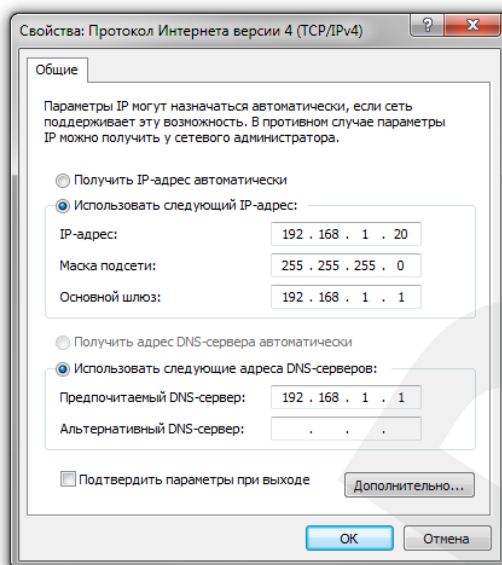 Свойства: Протокол Интернета версии 4 (TCP/IPv4)
Общие
Параметры IP могут назначаться автоматически, если сеть
поддерживает эту возможность. В противном случае параметры
IP можно получить у сетевого администратора.
Получить IP-адрес автоматически
Использовать следующий IP-адрес:
IP-адрес: 192 . 168 . 1 . 20
Маска подсети: 255 . 255 . 255 . 0
Основной шлюз: 192 . 168 . 1 . 1
Получить адрес DNS-сервера автоматически
Использовать следующие адреса DNS-серверов:
Предпочитаемый DNS-сервер: 192 . 168 . 1 . 1
Альтернативный DNS-сервер: . . .
Подтвердить параметры при выходе
Дополнительно...
OK Отмена